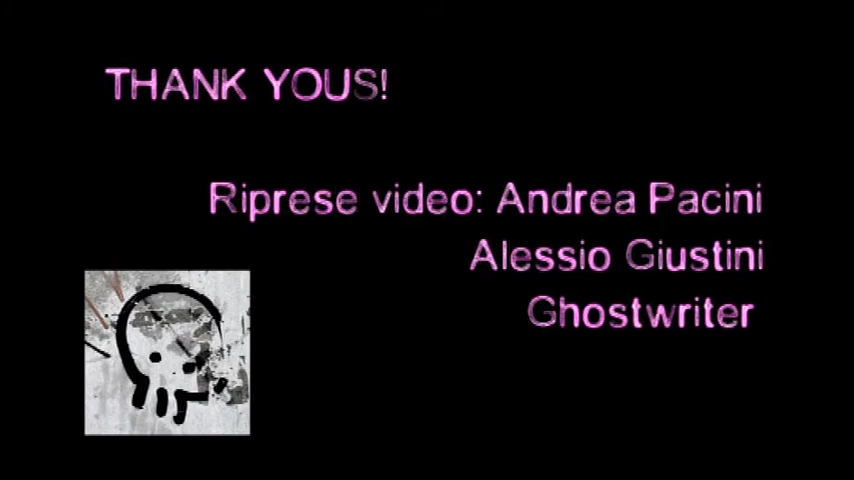 THANK YOUS!
Riprese video: Andrea Pacini
Alessio Giustini
Ghostwriter